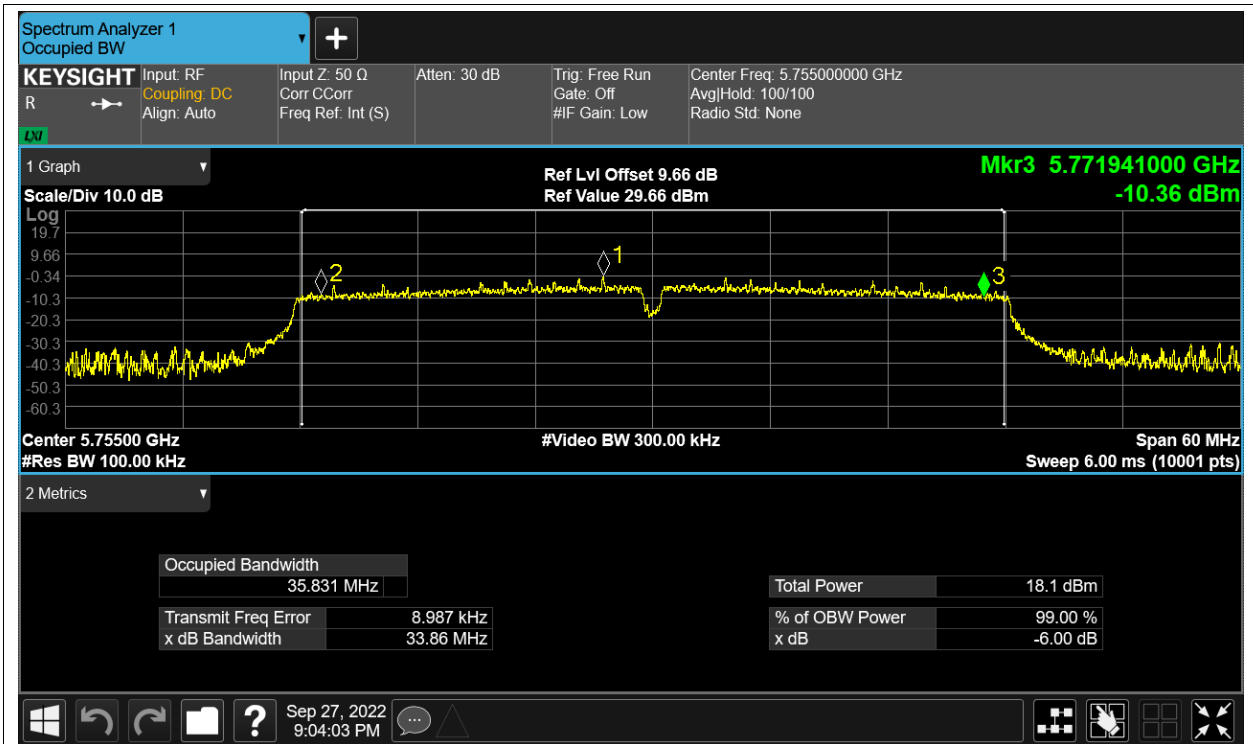 Spectrum Analyzer 1
Occupied BW
KEYSIGHT
R
LXI
Input: RF
Coupling: DC
Align: Auto
Input Z: 50 Ω
Corr CCorr
Freq Ref: Int (S)
Atten: 30 dB
Trig: Free Run
Gate: Off
#IF Gain: Low
Center Freq: 5.755000000 GHz
Avg|Hold: 100/100
Radio Std: None
1 Graph
Scale/Div 10.0 dB
Ref Lvl Offset 9.66 dB
Ref Value 29.66 dBm
Mkr3 5.771941000 GHz
-10.36 dBm
Log
19.7
9.66
-0.34
-10.3
-20.3
-30.3
-40.3
-50.3
-60.3
2
1
3
Center 5.75500 GHz
#Video BW 300.00 kHz
Span 60 MHz
#Res BW 100.00 kHz
Sweep 6.00 ms (10001 pts)
2 Metrics
Occupied Bandwidth
35.831 MHz
Transmit Freq Error 8.987 kHz
x dB Bandwidth 33.86 MHz
Total Power 18.1 dBm
% of OBW Power 99.00 %
x dB -6.00 dB
?
Sep 27, 2022
9:04:03 PM